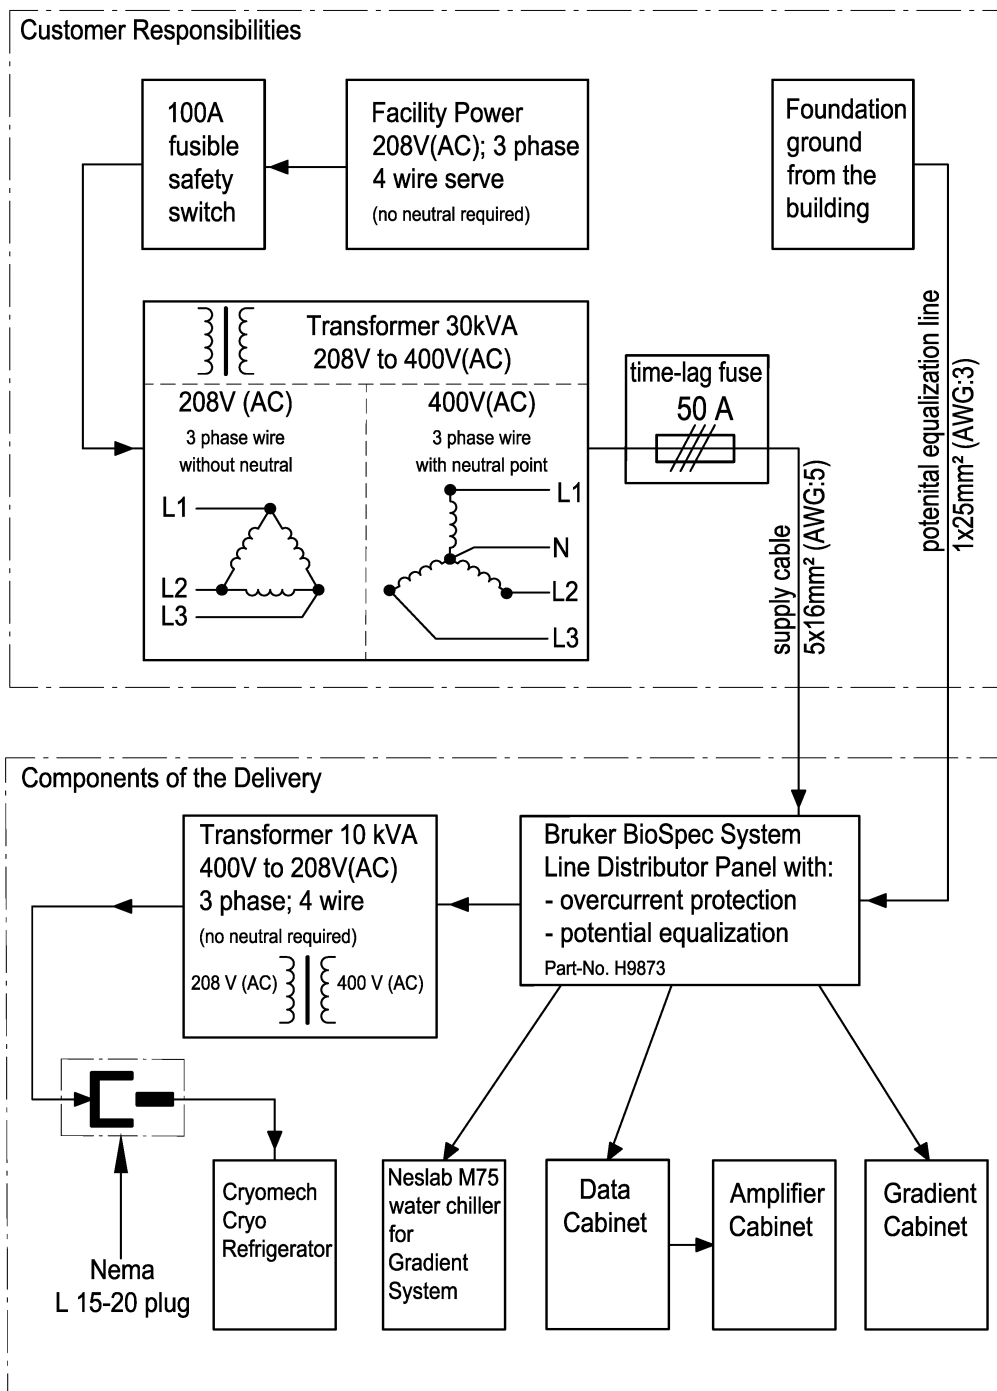 Customer Responsibilities
100A
fusible
safety
switch
Facility Power
208V(AC); 3 phase
4 wire serve
(no neutral required)
Foundation
ground
from the
building
Transformer 30kVA
208V to 400V(AC)
208V (AC)
3 phase wire
without neutral
L1
L2
L3
400V(AC)
3 phase wire
with neutral point
L1
N
L2
L3
time-lag fuse
50 A
supply cable
5x16mm² (AWG:5)
potenital equalization line
1x25mm² (AWG:3)
Components of the Delivery
Transformer 10 kVA
400V to 208V(AC)
3 phase; 4 wire
(no neutral required)
208 V (AC)
400 V (AC)
Bruker BioSpec System
Line Distributor Panel with:
- overcurrent protection
- potential equalization
Part-No. H9873
Nema
L 15-20 plug
Cryomech
Cryo
Refrigerator
Neslab M75
water chiller
for
Gradient
System
Data
Cabinet
Amplifier
Cabinet
Gradient
Cabinet